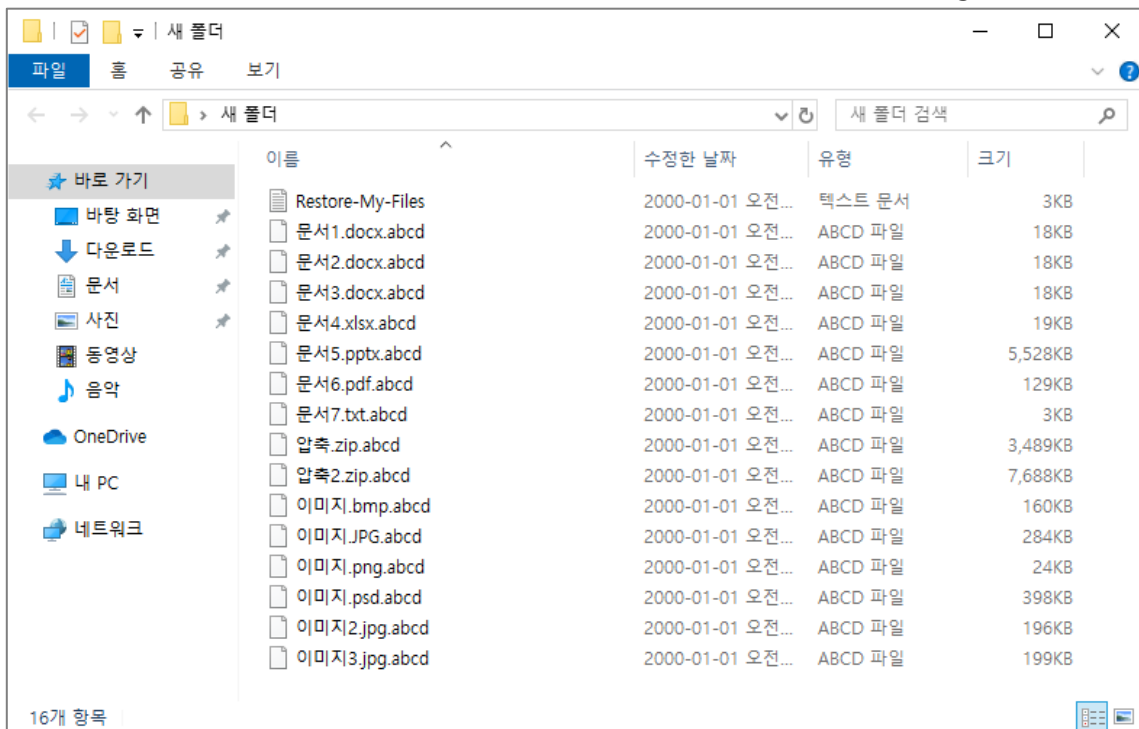 새 폴더
파일 홈 공유 보기
새 폴더 새 폴더 검색
이름 수정한 날짜 유형 크기
바로 가기
바탕 화면
다운로드
문서
사진
동영상
음악
OneDrive
내 PC
네트워크
Restore-My-Files 2000-01-01 오전... 텍스트 문서 3KB
문서1.docx.abcd 2000-01-01 오전... ABCD 파일 18KB
문서2.docx.abcd 2000-01-01 오전... ABCD 파일 18KB
문서3.docx.abcd 2000-01-01 오전... ABCD 파일 18KB
문서4.xlsx.abcd 2000-01-01 오전... ABCD 파일 19KB
문서5.pptx.abcd 2000-01-01 오전... ABCD 파일 5,528KB
문서6.pdf.abcd 2000-01-01 오전... ABCD 파일 129KB
문서7.txt.abcd 2000-01-01 오전... ABCD 파일 3KB
압축.zip.abcd 2000-01-01 오전... ABCD 파일 3,489KB
압축2.zip.abcd 2000-01-01 오전... ABCD 파일 7,688KB
이미지.bmp.abcd 2000-01-01 오전... ABCD 파일 160KB
이미지.JPG.abcd 2000-01-01 오전... ABCD 파일 284KB
이미지.png.abcd 2000-01-01 오전... ABCD 파일 24KB
이미지.psd.abcd 2000-01-01 오전... ABCD 파일 398KB
이미지2.jpg.abcd 2000-01-01 오전... ABCD 파일 196KB
이미지3.jpg.abcd 2000-01-01 오전... ABCD 파일 199KB
16개 항목